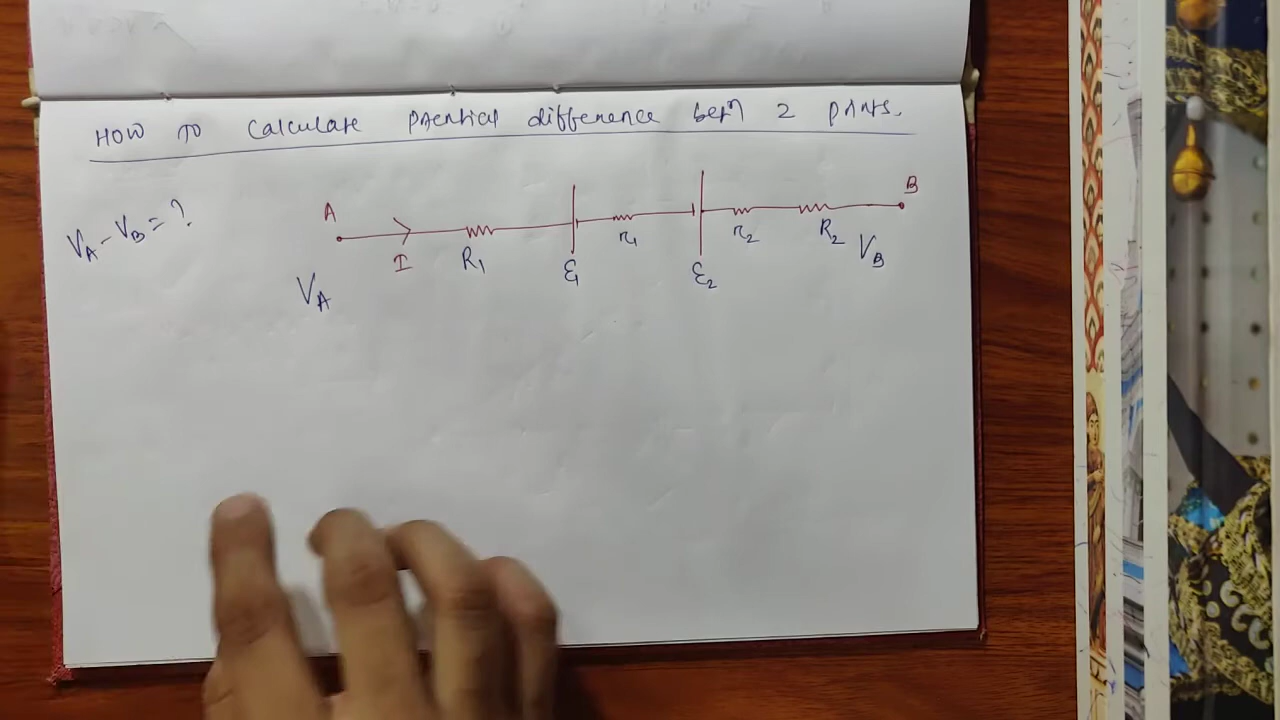 HOW TO Calculate potential difference betn 2 points.
VA - VB = ?
A
B
I
R1
r1
r2
R2
VB
VA
ε1
ε2